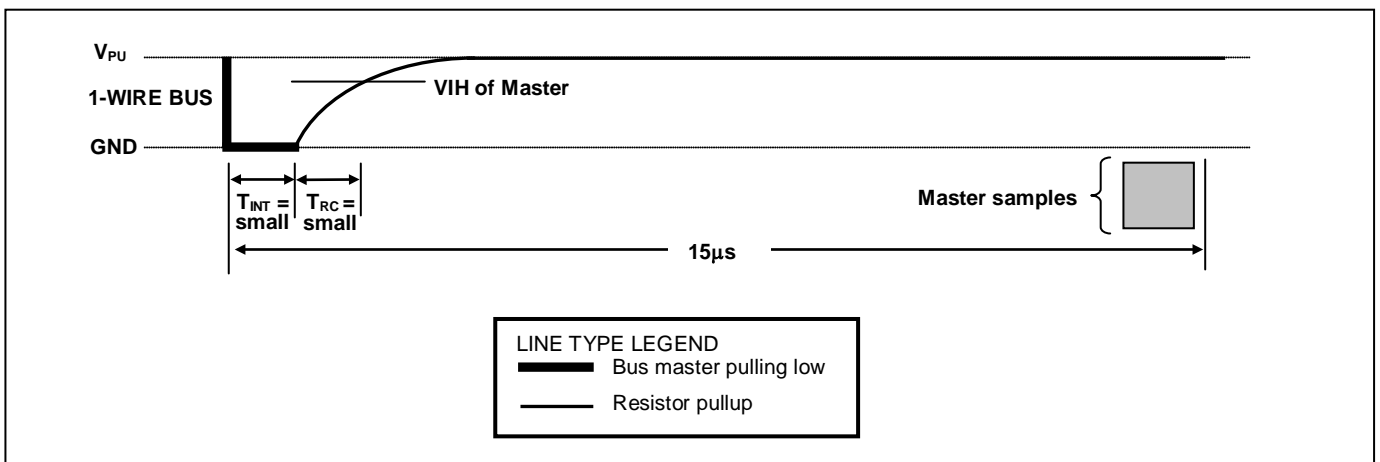 VPU
1-WIRE BUS
VIH of Master
GND
TINT =
small
TRC =
small
Master samples
15μs
LINE TYPE LEGEND
Bus master pulling low
Resistor pullup